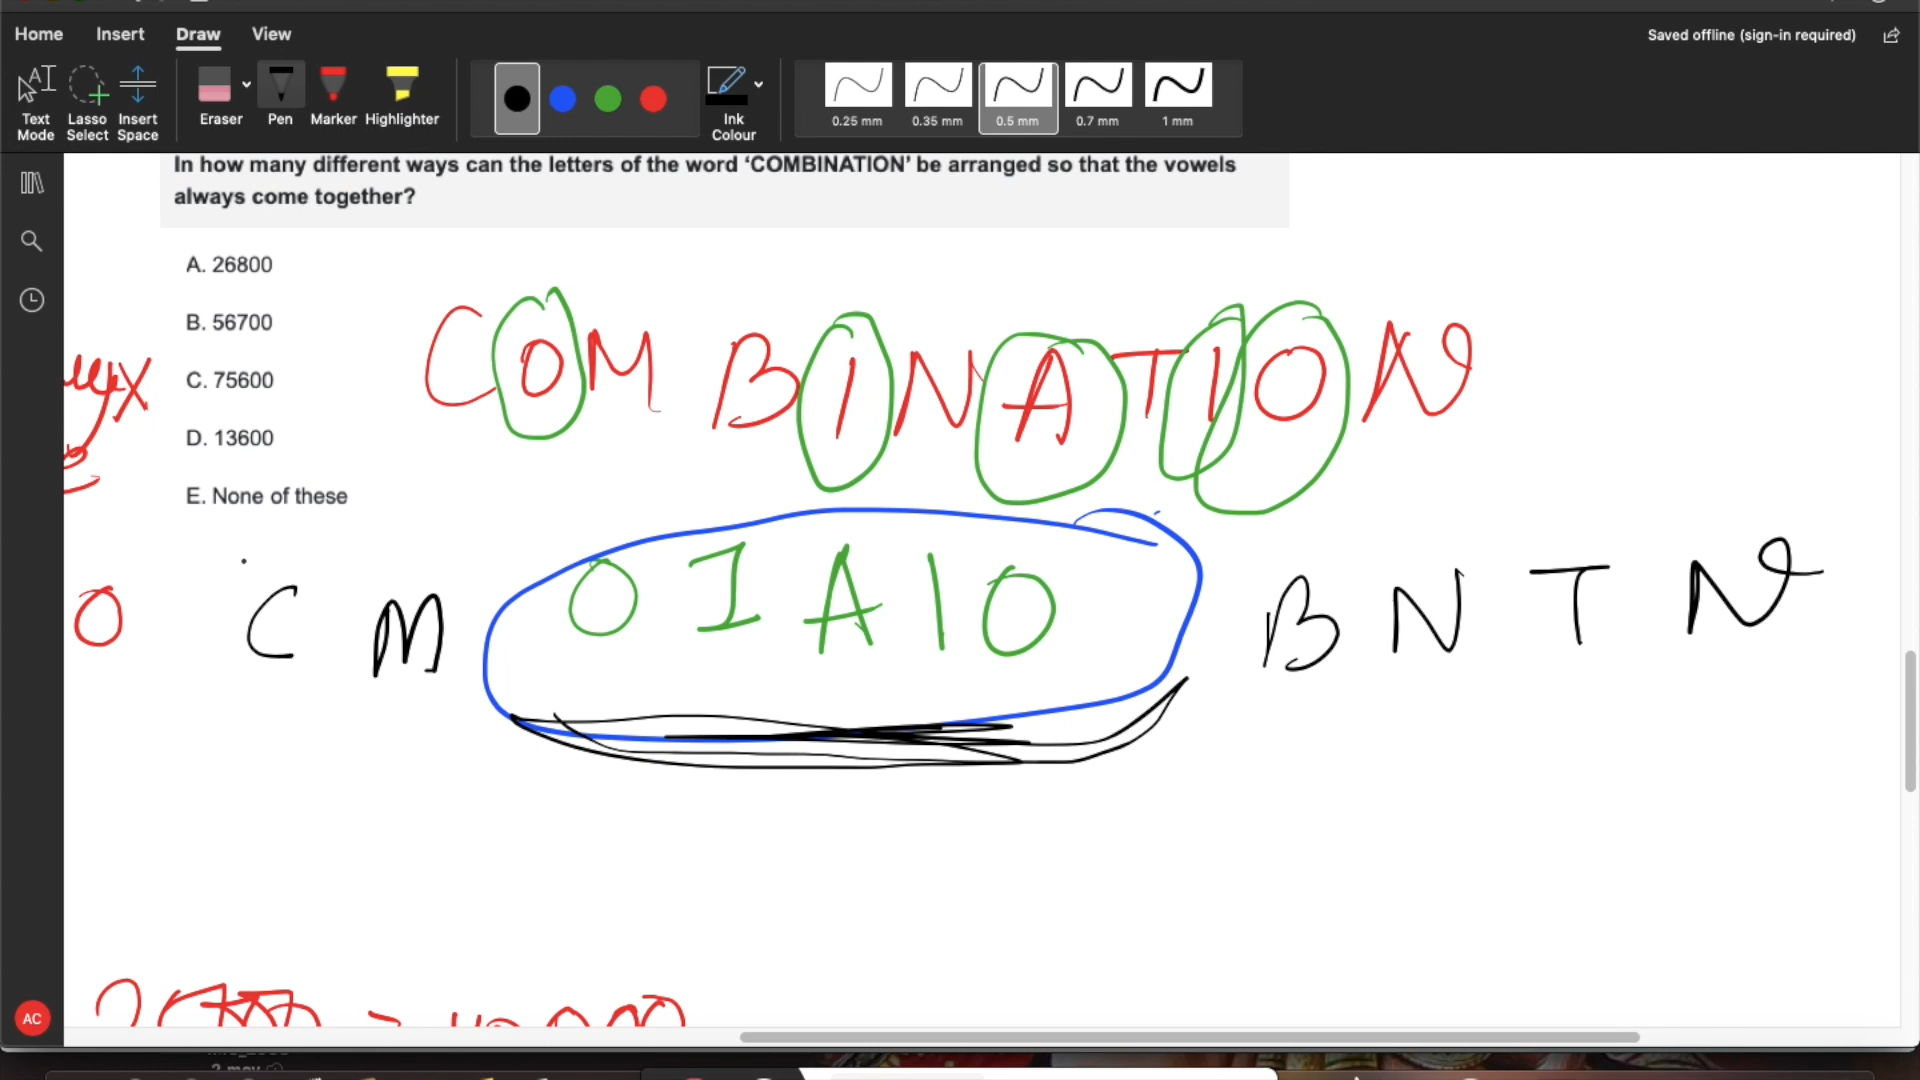 Home Insert Draw View
Saved offline (sign-in required)
Text Mode
Lasso Select
Insert Space
Eraser
Pen
Marker
Highlighter
Ink Colour
0.25 mm
0.35 mm
0.5 mm
0.7 mm
1 mm
In how many different ways can the letters of the word ‘COMBINATION’ be arranged so that the vowels
always come together?
A. 26800
B. 56700
C. 75600
D. 13600
E. None of these
COMBINATION
O C M O I A I O B N T N
AC